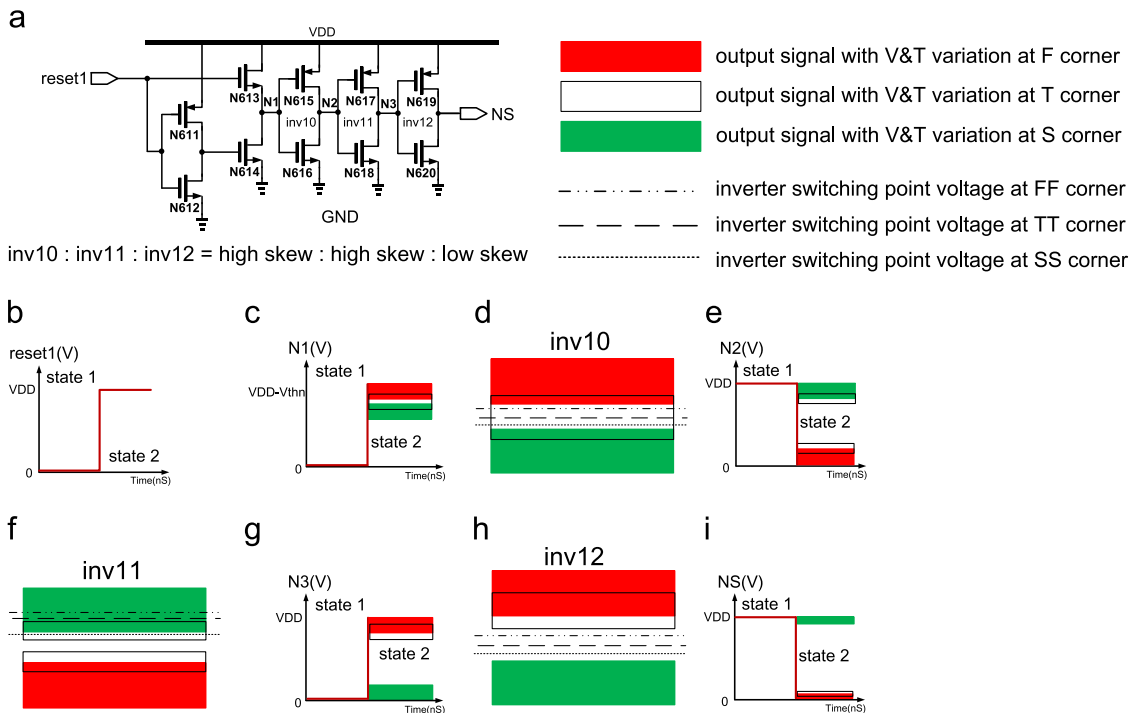 a
VDD
reset1
N613
N1
N615
N2
N617
N3
N619
inv10
inv11
inv12
NS
N611
N614
N616
N618
N620
N612
GND
inv10 : inv11 : inv12 = high skew : high skew : low skew
output signal with V&T variation at F corner
output signal with V&T variation at T corner
output signal with V&T variation at S corner
inverter switching point voltage at FF corner
inverter switching point voltage at TT corner
inverter switching point voltage at SS corner
b
reset1(V)
state 1
VDD
state 2
0
Time(nS)
c
N1(V)
state 1
VDD-Vthn
state 2
0
Time(nS)
d
inv10
e
N2(V)
state 1
VDD
state 2
0
Time(nS)
f
inv11
g
N3(V)
state 1
VDD
state 2
0
Time(nS)
h
inv12
i
NS(V)
state 1
VDD
state 2
0
Time(nS)